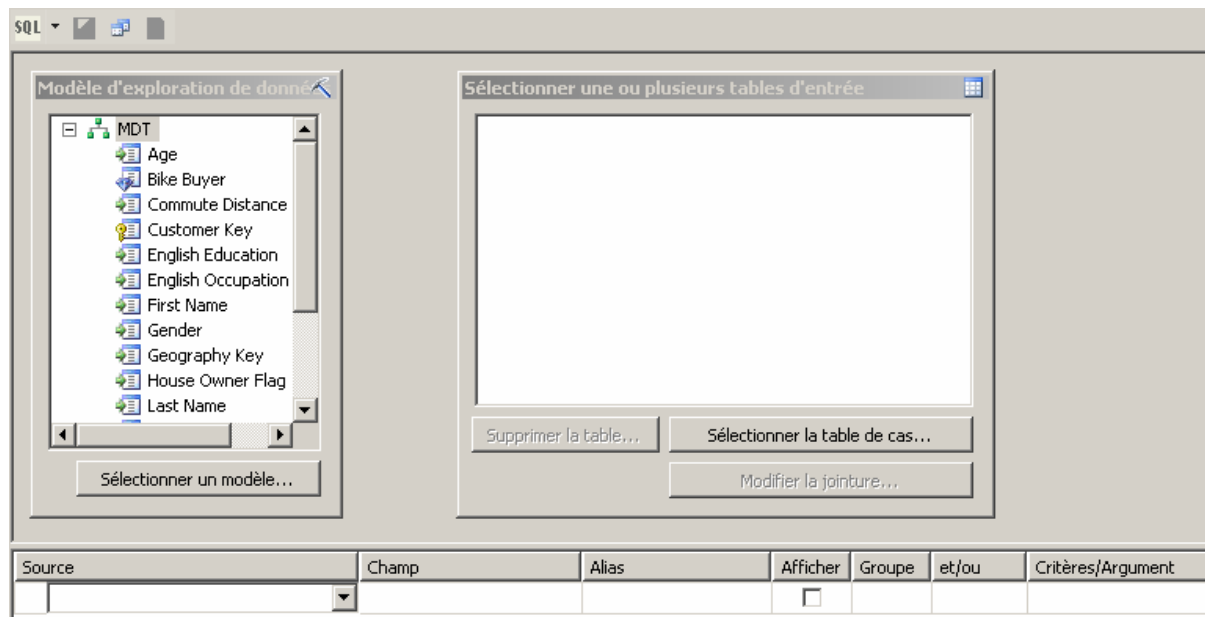 SQL
Modèle d'exploration de donné
MDT
Age
Bike Buyer
Commute Distance
Customer Key
English Education
English Occupation
First Name
Gender
Geography Key
House Owner Flag
Last Name
Sélectionner un modèle...
Sélectionner une ou plusieurs tables d'entrée
Supprimer la table...
Sélectionner la table de cas...
Modifier la jointure...
Source Champ Alias Afficher Groupe et/ou Critères/Argument